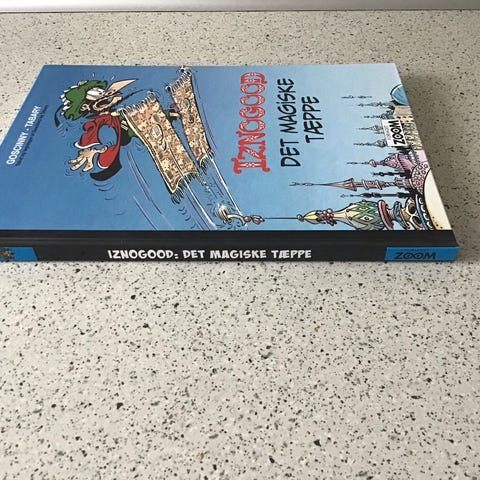 GOSCINNY & TABARY
IZNOGOOD
DET MAGISKE
TÆPPE
ZOOM
IZNOGOOD: DET MAGISKE TÆPPE
ZOOM